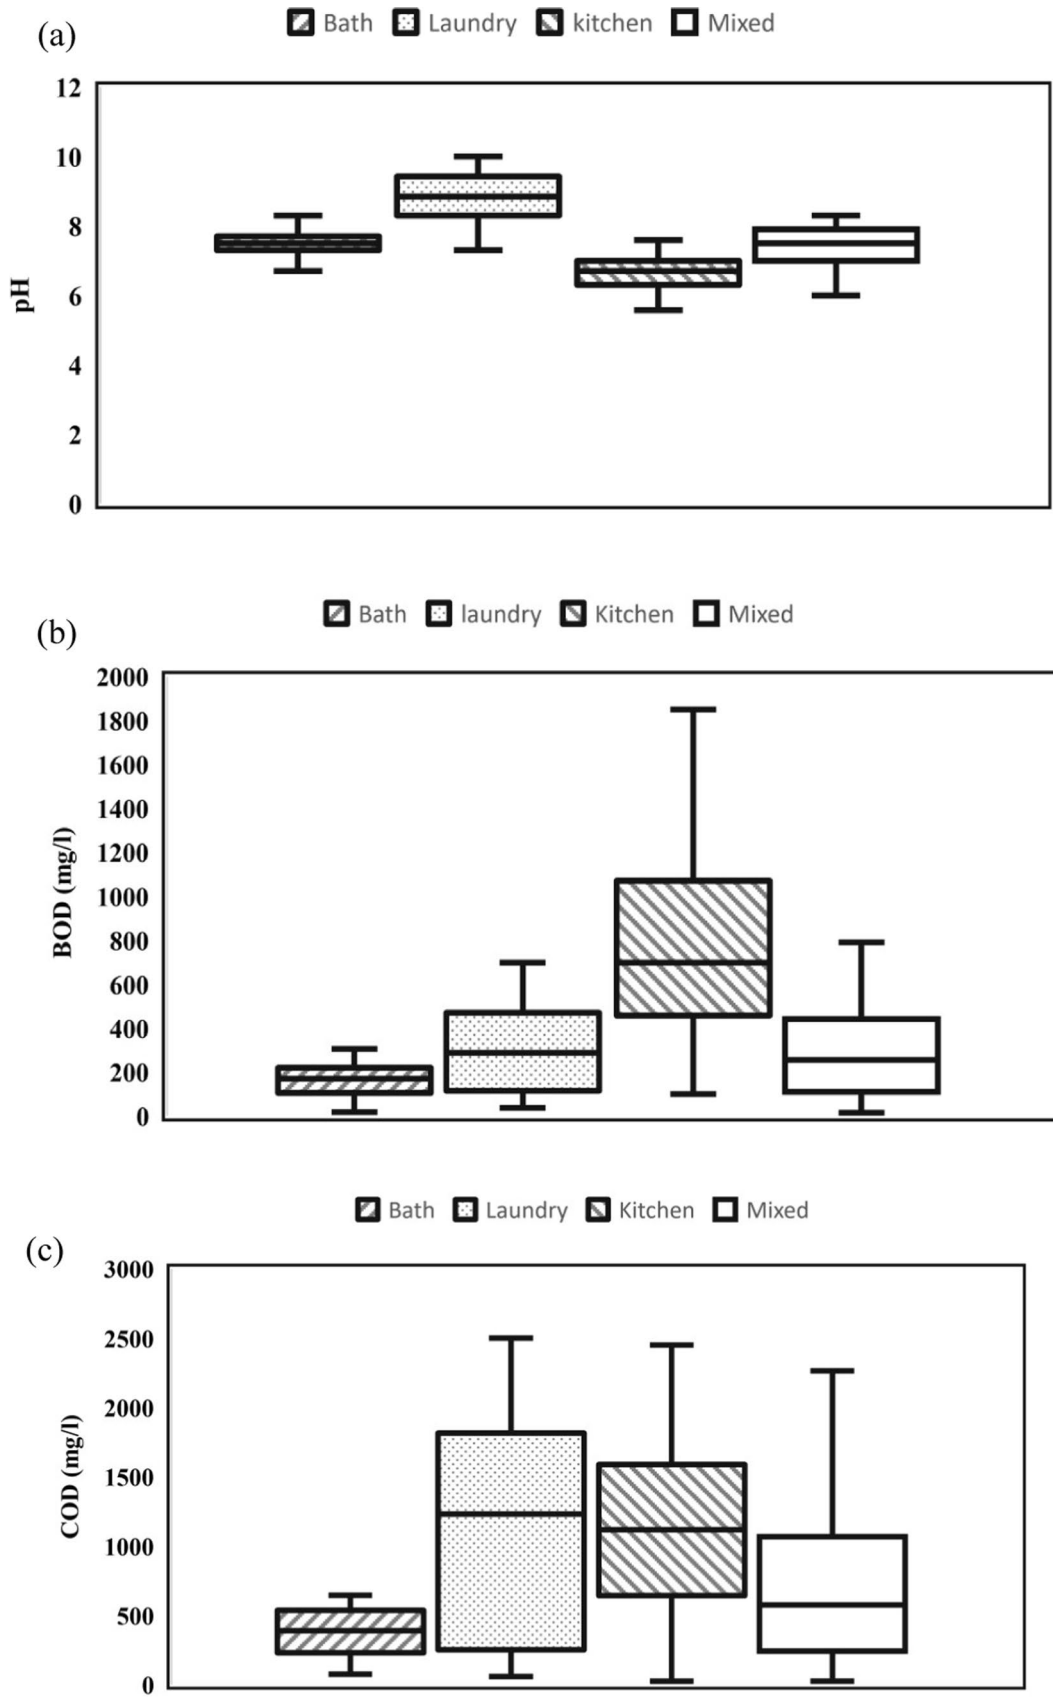 (a)
Bath Laundry kitchen Mixed
12
10
8
6
4
2
0
pH
(b)
Bath laundry Kitchen Mixed
2000
1800
1600
1400
1200
1000
800
600
400
200
0
BOD (mg/l)
(c)
Bath Laundry Kitchen Mixed
3000
2500
2000
1500
1000
500
0
COD (mg/l)